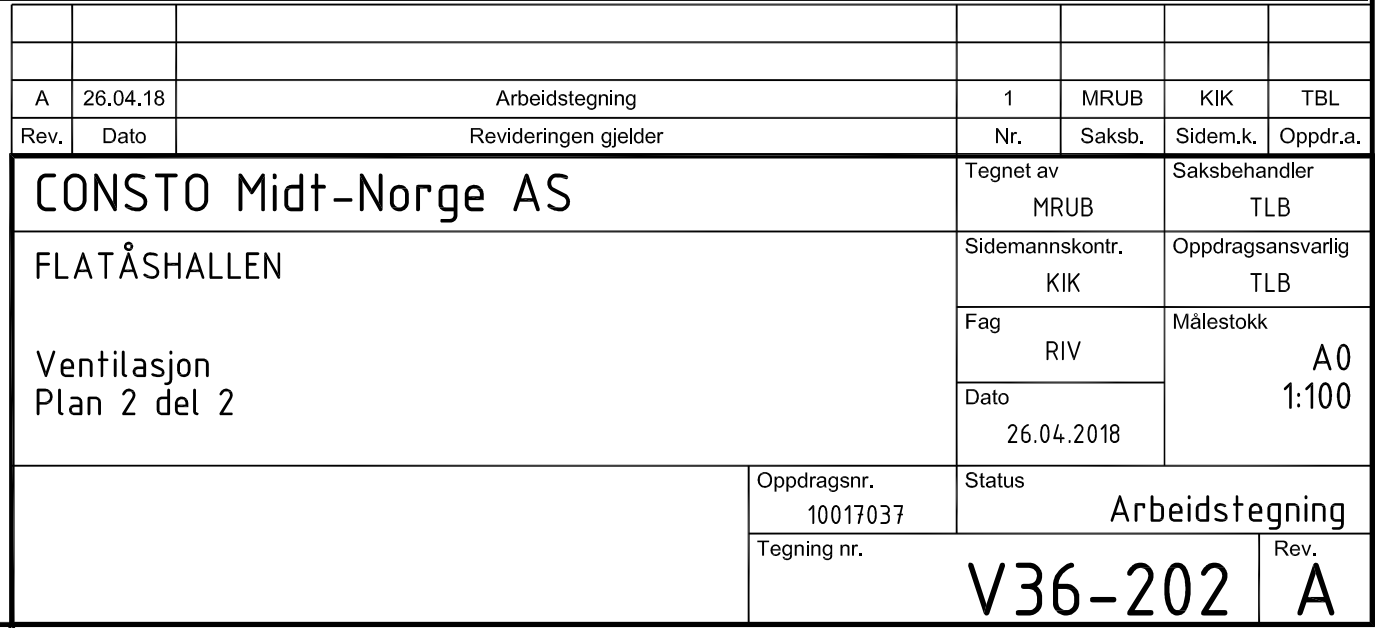 A 26.04.18 Arbeidstegning 1 MRUB KIK TBL
Rev. Dato Revideringen gjelder Nr. Saksb. Sidem.k. Oppdr.a.
CONSTO Midt-Norge AS
Tegnet av
MRUB
Saksbehandler
TLB
FLATÅSHALLEN
Sidemannskontr.
KIK
Oppdragsansvarlig
TLB
Ventilasjon
Plan 2 del 2
Fag
RIV
Målestokk
A0
1:100
Dato
26.04.2018
Oppdragsnr.
10017037
Status
Arbeidstegning
Tegning nr.
V36-202
Rev.
A